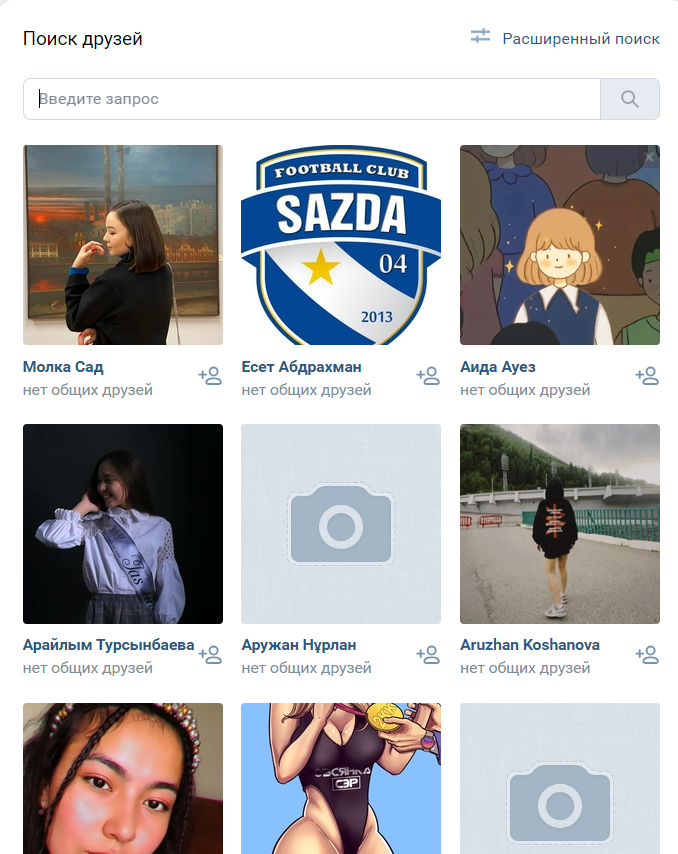 Поиск друзей
Расширенный поиск
Введите запрос
FOOTBALL CLUB
SAZDA
04
2013
Молка Сад
нет общих друзей
Есет Абдрахман
нет общих друзей
Аида Ауез
нет общих друзей
Арайлым Турсынбаева
нет общих друзей
Аружан Нұрлан
нет общих друзей
Aruzhan Koshanova
нет общих друзей
ОВСЯНКА
СЭР